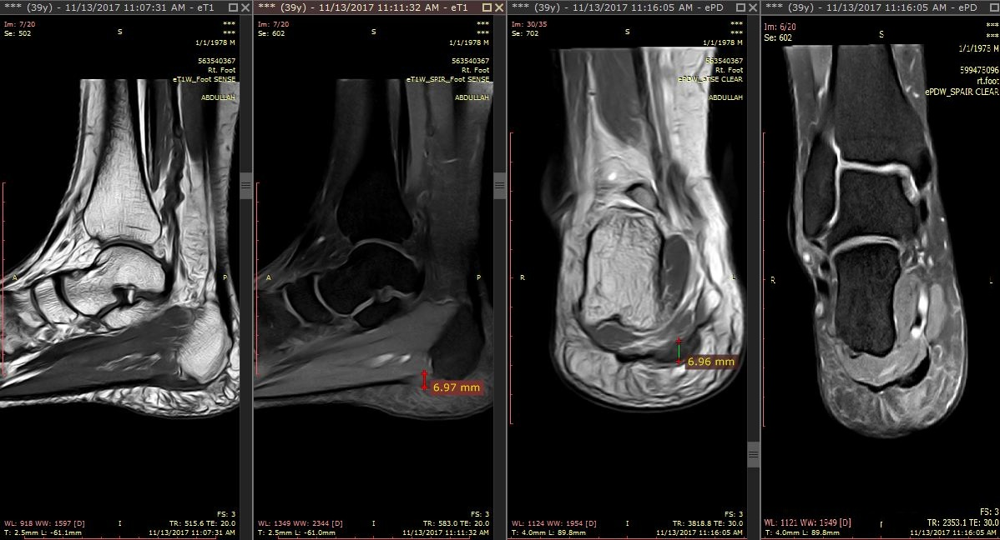 *** (39y) - 11/13/2017 11:07:31 AM - eT1
Im: 7/20
Se: 502
S
***
***
1/1/1978 M
563540367
Rt. Foot
eT1W_Foot SENSE
ABDULLAH
A
P
WL: 918 WW: 1597 [D]
T: 2.5mm L: -61.1mm
I
FS: 3
TR: 515.6 TE: 20.0
11/13/2017 11:07:31 AM
*** (39y) - 11/13/2017 11:11:32 AM - eT1
Im: 7/20
Se: 602
S
***
***
1/1/1978 M
563540367
Rt. Foot
eT1W_SPIR_Foot SENSE
ABDULLAH
A
P
6.97 mm
WL: 1349 WW: 2344 [D]
T: 2.5mm L: -61.0mm
I
FS: 3
TR: 583.0 TE: 20.0
11/13/2017 11:11:32 AM
*** (39y) - 11/13/2017 11:16:05 AM - ePD
Im: 30/35
Se: 702
S
***
***
1/1/1978 M
563540367
Rt. Foot
ePDW_eTSE CLEAR
ABDULLAH
R
L
6.96 mm
WL: 1124 WW: 1954 [D]
T: 4.0mm L: 89.8mm
I
FS: 3
TR: 3818.8 TE: 30.0
11/13/2017 11:16:05 AM
*** (39y) - 11/13/2017 11:16:05 AM - ePD
Im: 6/20
Se: 602
S
***
***
1/1/1978 M
599473096
rt.foot
ePDW_SPAIR CLEAR
R
L
WL: 1121 WW: 1949 [D]
T: 4.0mm L: 89.8mm
I
FS: 3
TR: 2353.1 TE: 30.0
11/13/2017 11:16:05 AM